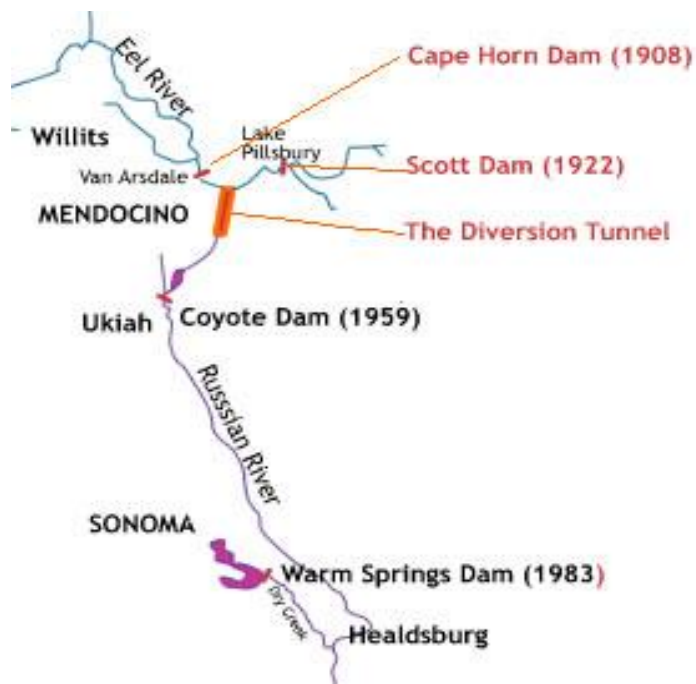 Eel River
Cape Horn Dam (1908)
Willits
Lake
Pillsbury
Scott Dam (1922)
Van Arsdale
MENDOCINO
The Diversion Tunnel
Ukiah
Coyote Dam (1959)
Russsian River
SONOMA
Warm Springs Dam (1983)
Dry Creek
Healdsburg